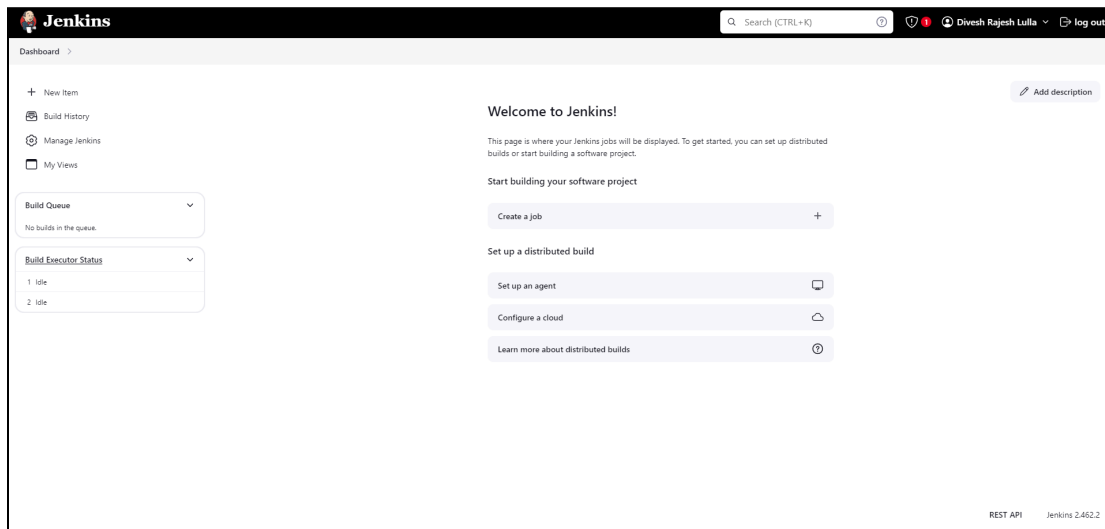 Jenkins
Search (CTRL+K)
1
Divesh Rajesh Lulla
log out
Dashboard
New Item
Build History
Manage Jenkins
My Views
Build Queue
No builds in the queue.
Build Executor Status
1 Idle
2 Idle
Add description
Welcome to Jenkins!
This page is where your Jenkins jobs will be displayed. To get started, you can set up distributed
builds or start building a software project.
Start building your software project
Create a job
Set up a distributed build
Set up an agent
Configure a cloud
Learn more about distributed builds
REST API
Jenkins 2.462.2